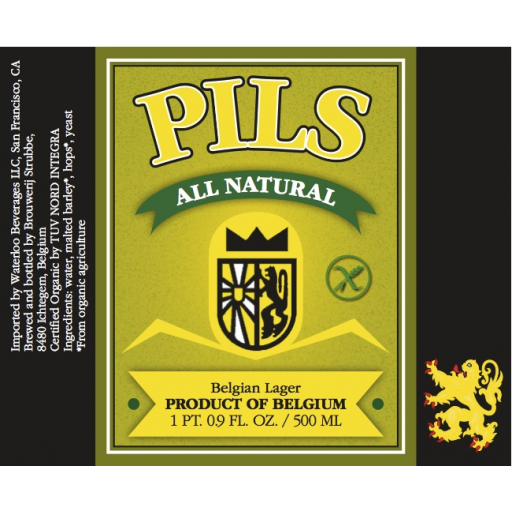 PILS
ALL NATURAL
Belgian Lager
PRODUCT OF BELGIUM
1 PT. 0.9 FL. OZ. / 500 ML
Imported by Waterloo Beverages LLC, San Francisco, CA
Brewed and bottled by Brouwerij Strubbe,
8480 Ichtegem, Belgium
Certified Organic by TUV NORD INTEGRA
Ingredients: water, malted barley*, hops*, yeast
*From organic agriculture